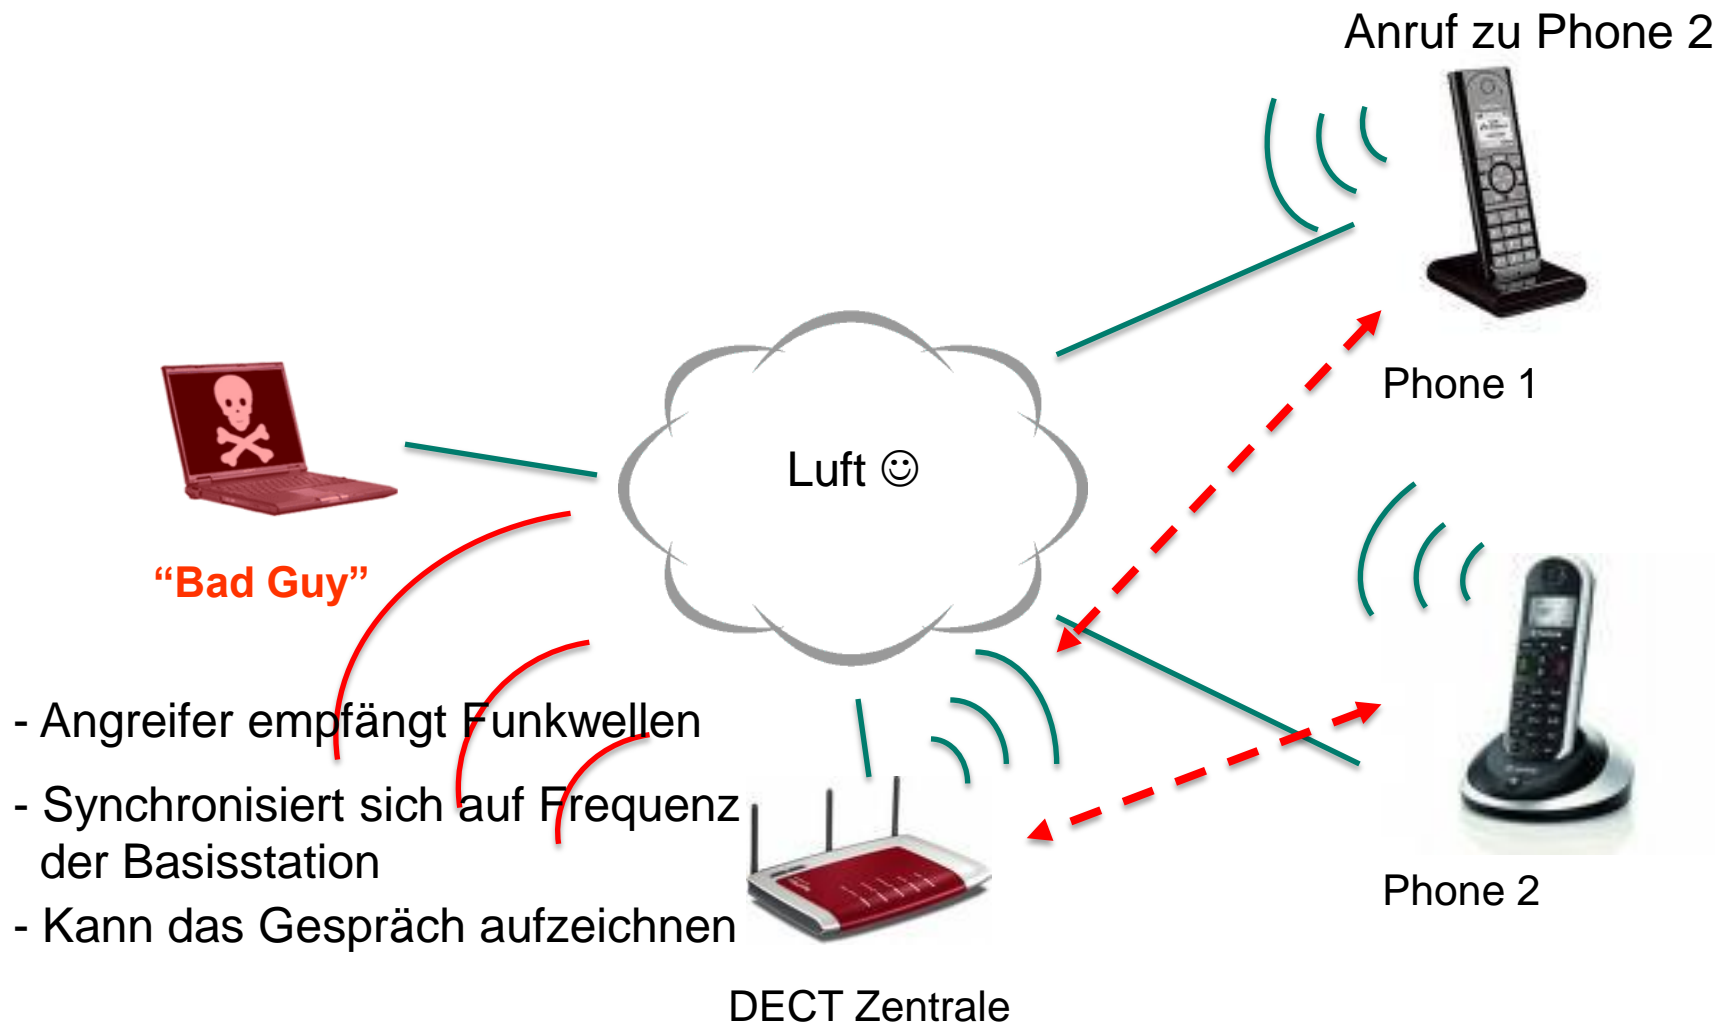 Anruf zu Phone 2
Phone 1
Luft ☺
“Bad Guy”
- Angreifer empfängt Funkwellen
- Synchronisiert sich auf Frequenz
der Basisstation
- Kann das Gespräch aufzeichnen
Phone 2
DECT Zentrale